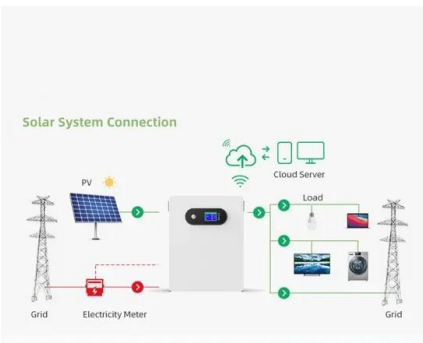 Solar System Connection
Cloud Server
PV
Load
Grid
Electricity Meter
Grid